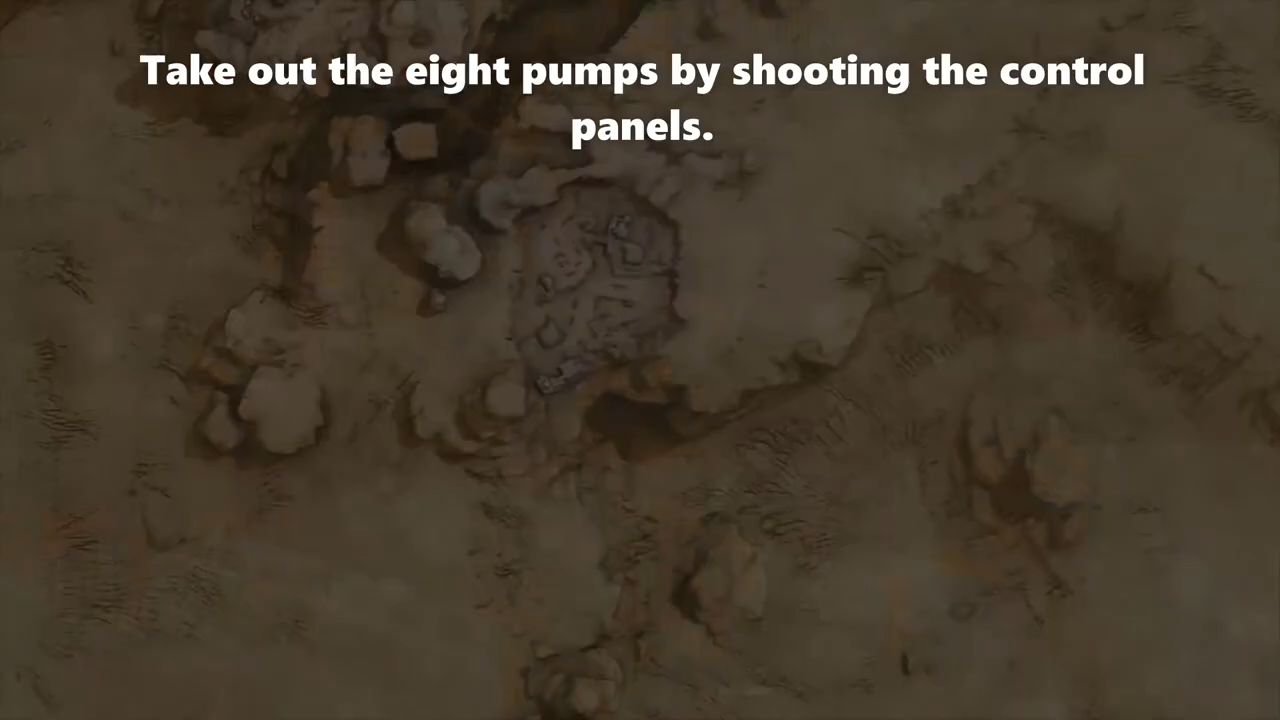 Take out the eight pumps by shooting the control
panels.